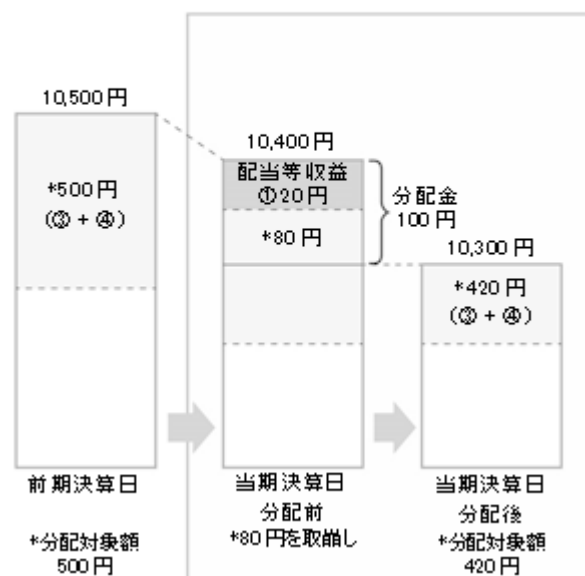 10,500円
*500円
(③+④)
前期決算日
*分配対象額
500円
10,400円
配当等収益
①20円
*80円
分配金
100円
当期決算日
分配前
*80円を取崩し
10,300円
*420円
(③+④)
当期決算日
分配後
*分配対象額
420円